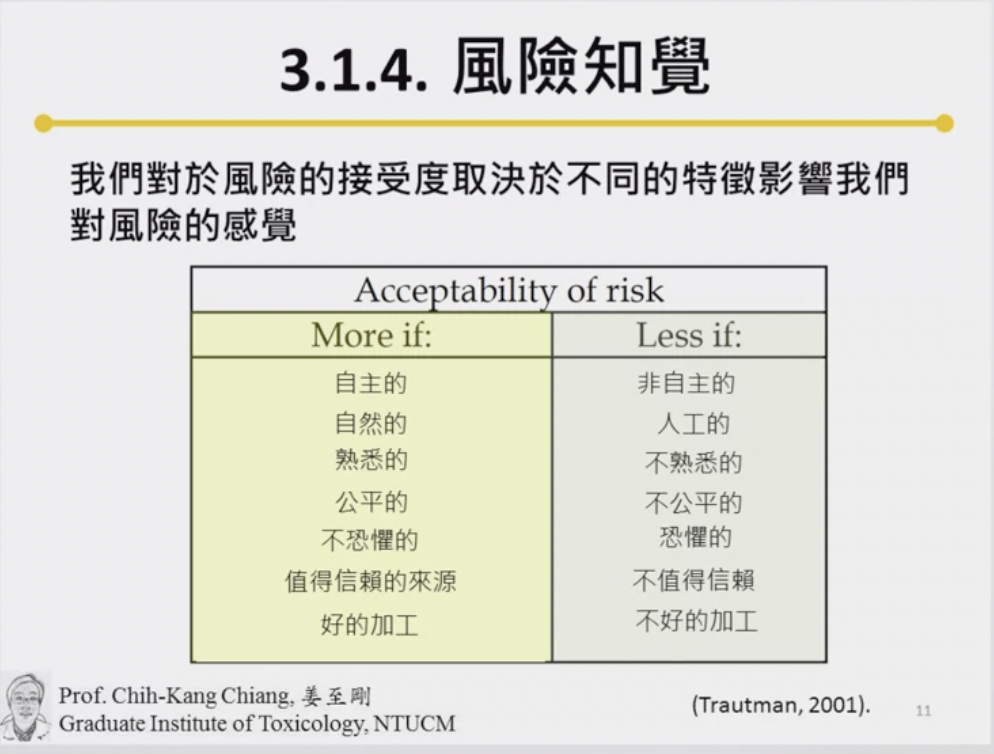 3.1.4. 風險知覺
我們對於風險的接受度取決於不同的特徵影響我們
對風險的感覺
Acceptability of risk
More if: Less if:
自主的 非自主的
自然的 人工的
熟悉的 不熟悉的
公平的 不公平的
不恐懼的 恐懼的
值得信賴的來源 不值得信賴
好的加工 不好的加工
Prof. Chih-Kang Chiang, 姜至剛
Graduate Institute of Toxicology, NTUCM
(Trautman, 2001).
11